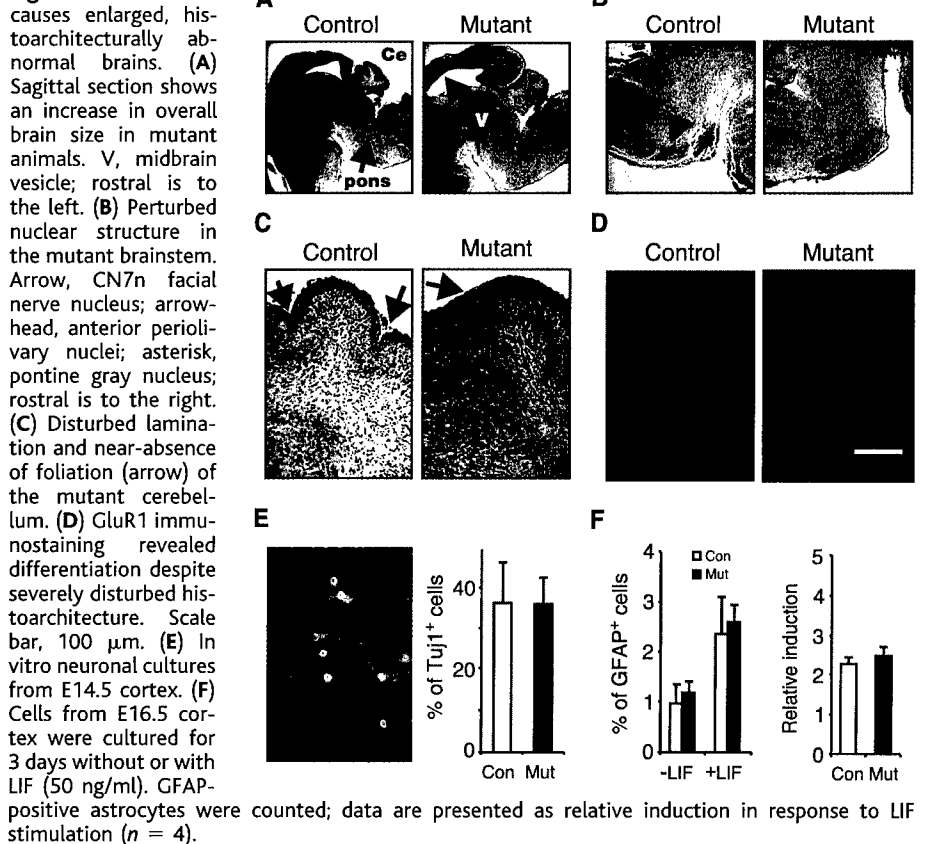 causes enlarged, his-
toarchitecturally ab-
normal brains. (A)
Sagittal section shows
an increase in overall
brain size in mutant
animals. V, midbrain
vesicle; rostral is to
the left. (B) Perturbed
nuclear structure in
the mutant brainstem.
Arrow, CN7n facial
nerve nucleus; arrow-
head, anterior perioli-
vary nuclei; asterisk,
pontine gray nucleus;
rostral is to the right.
(C) Disturbed lamina-
tion and near-absence
of foliation (arrow) of
the mutant cerebel-
lum. (D) GluR1 immu-
nostaining revealed
differentiation despite
severely disturbed his-
toarchitecture. Scale
bar, 100 μm. (E) In
vitro neuronal cultures
from E14.5 cortex. (F)
Cells from E16.5 cor-
tex were cultured for
3 days without or with
LIF (50 ng/ml). GFAP-
positive astrocytes were counted; data are presented as relative induction in response to LIF
stimulation (n = 4).
A
Control
Mutant
Ce
V
pons
B
Control
Mutant
C
Control
Mutant
D
Control
Mutant
E
% of Tuj1+ cells
40
20
0
Con Mut
F
% of GFAP+ cells
4
3
2
1
0
Con
Mut
-LIF +LIF
Relative induction
5
4
3
2
1
0
Con Mut